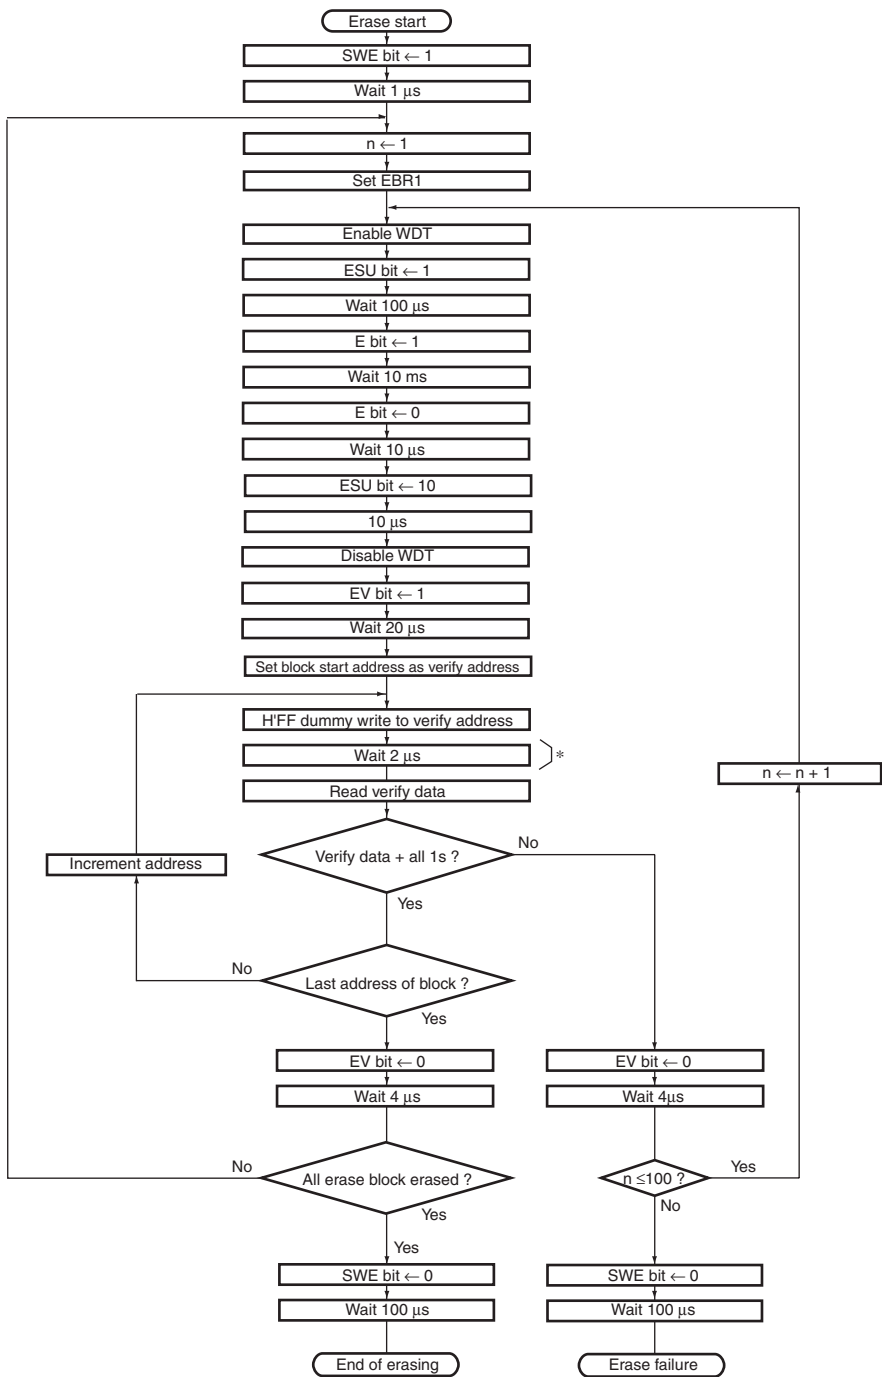 Erase start
SWE bit ← 1
Wait 1 μs
n ← 1
Set EBR1
Enable WDT
ESU bit ← 1
Wait 100 μs
E bit ← 1
Wait 10 ms
E bit ← 0
Wait 10 μs
ESU bit ← 10
10 μs
Disable WDT
EV bit ← 1
Wait 20 μs
Set block start address as verify address
H'FF dummy write to verify address
Wait 2 μs
*
n ← n + 1
Read verify data
Increment address
Verify data + all 1s ?
No
Yes
No
Last address of block ?
Yes
EV bit ← 0
EV bit ← 0
Wait 4 μs
Wait 4μs
No
All erase block erased ?
n ≤100 ?
Yes
Yes
No
Yes
SWE bit ← 0
SWE bit ← 0
Wait 100 μs
Wait 100 μs
End of erasing
Erase failure